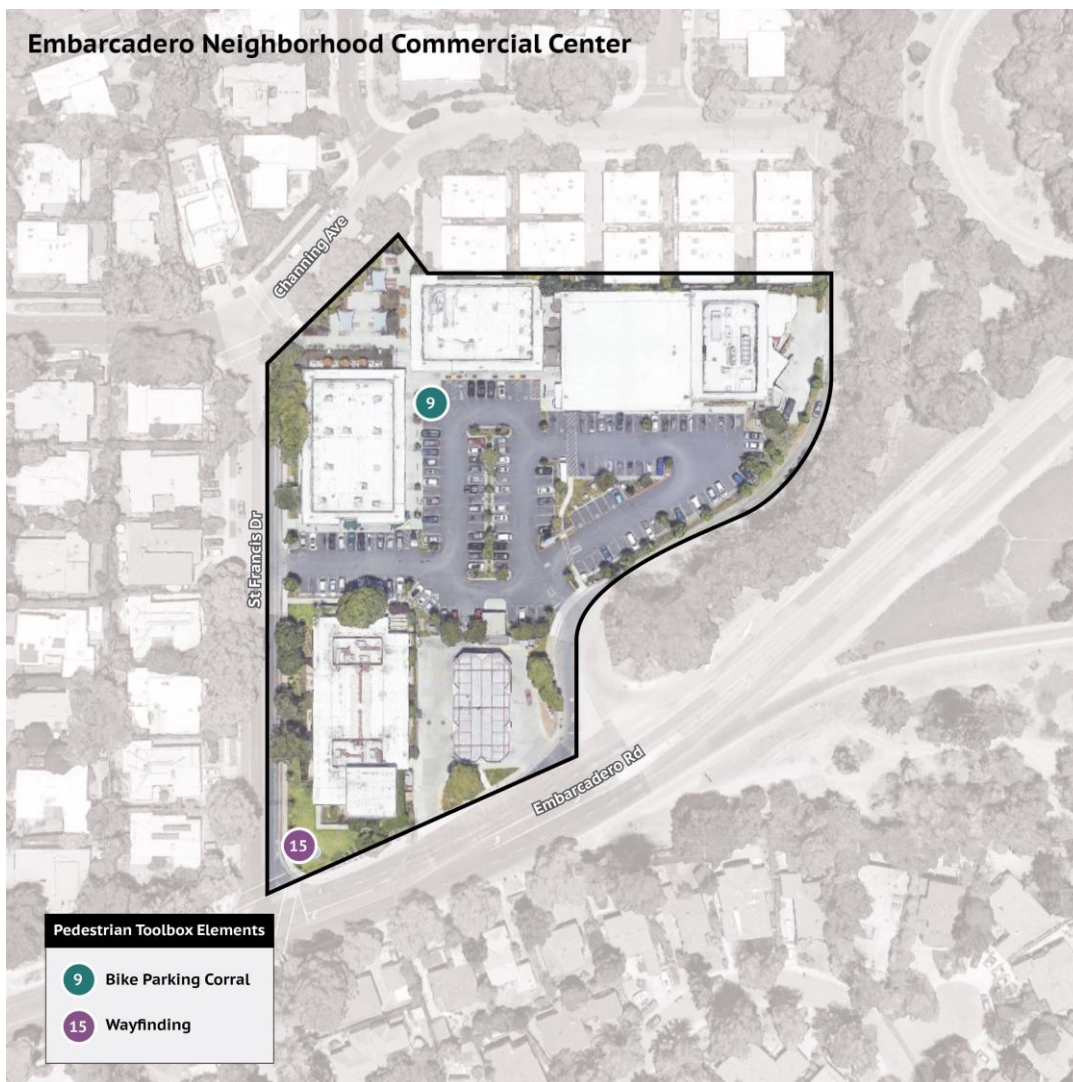 Embarcadero Neighborhood Commercial Center
Channing Ave
9
St Francis Dr
Embarcadero Rd
15
Pedestrian Toolbox Elements
9 Bike Parking Corral
15 Wayfinding